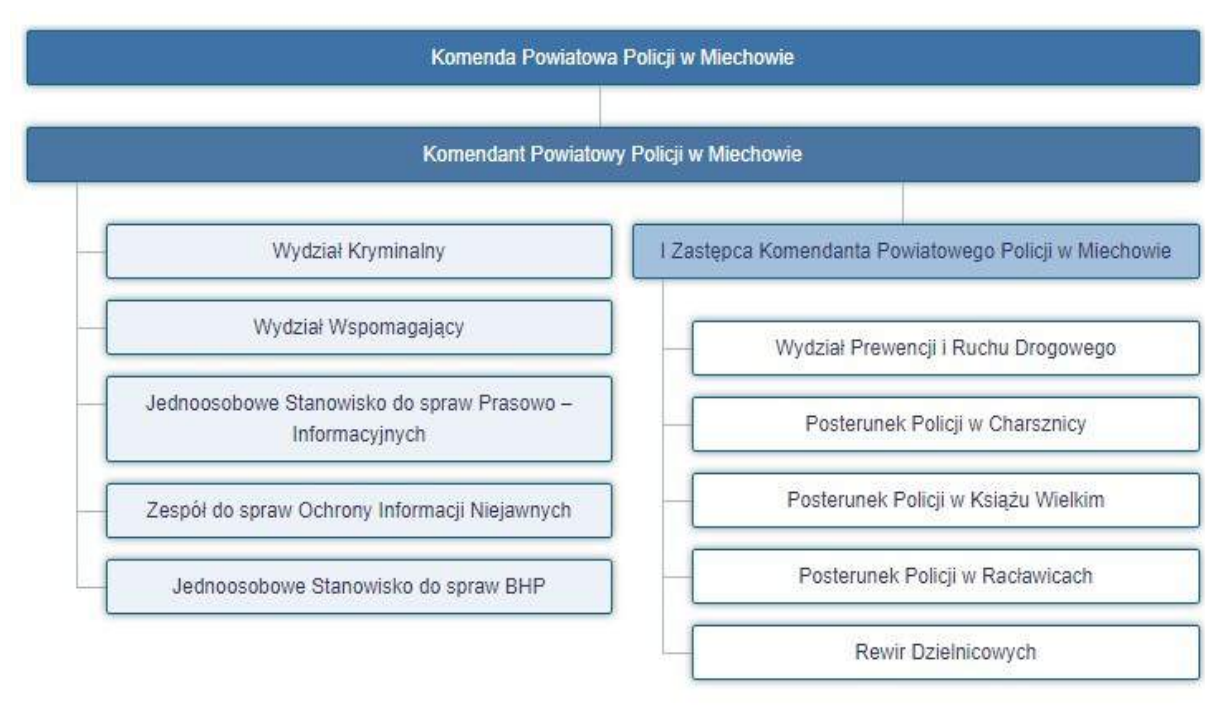 Komenda Powiatowa Policji w Miechowie
Komendant Powiatowy Policji w Miechowie
Wydział Kryminalny
Wydział Wspomagający
Jednoosobowe Stanowisko do spraw Prasowo –
Informacyjnych
Zespół do spraw Ochrony Informacji Niejawnych
Jednoosobowe Stanowisko do spraw BHP
I Zastępca Komendanta Powiatowego Policji w Miechowie
Wydział Prewencji i Ruchu Drogowego
Posterunek Policji w Charsznicy
Posterunek Policji w Książu Wielkim
Posterunek Policji w Racławicach
Rewir Dzielnicowych